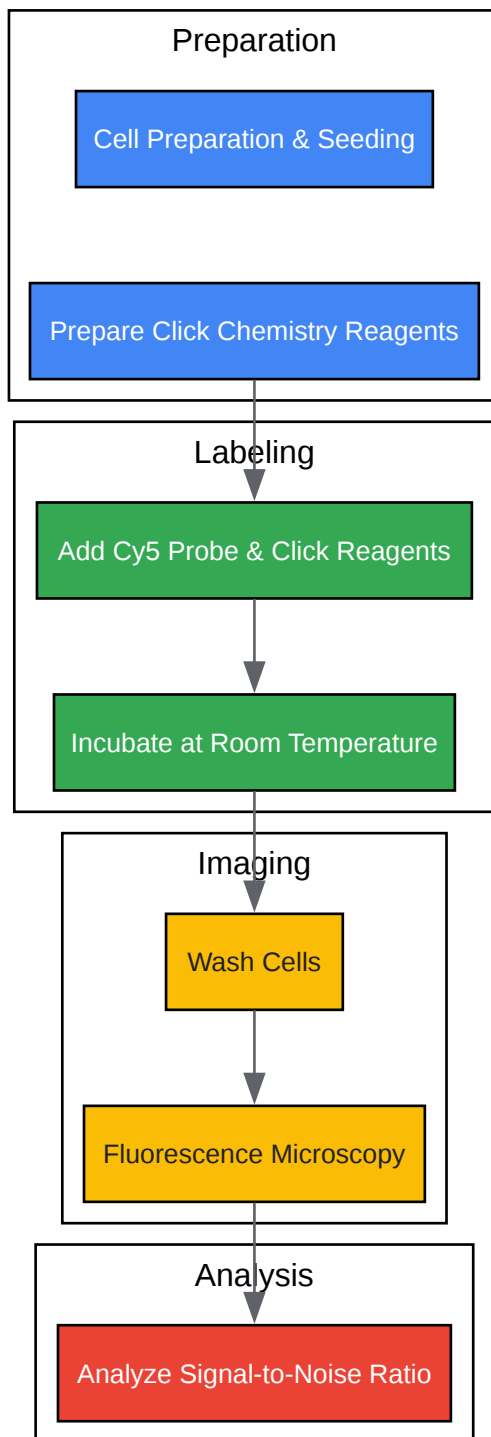 Preparation
Cell Preparation & Seeding
Prepare Click Chemistry Reagents
Labeling
Add Cy5 Probe & Click Reagents
Incubate at Room Temperature
Imaging
Wash Cells
Fluorescence Microscopy
Analysis
Analyze Signal-to-Noise Ratio